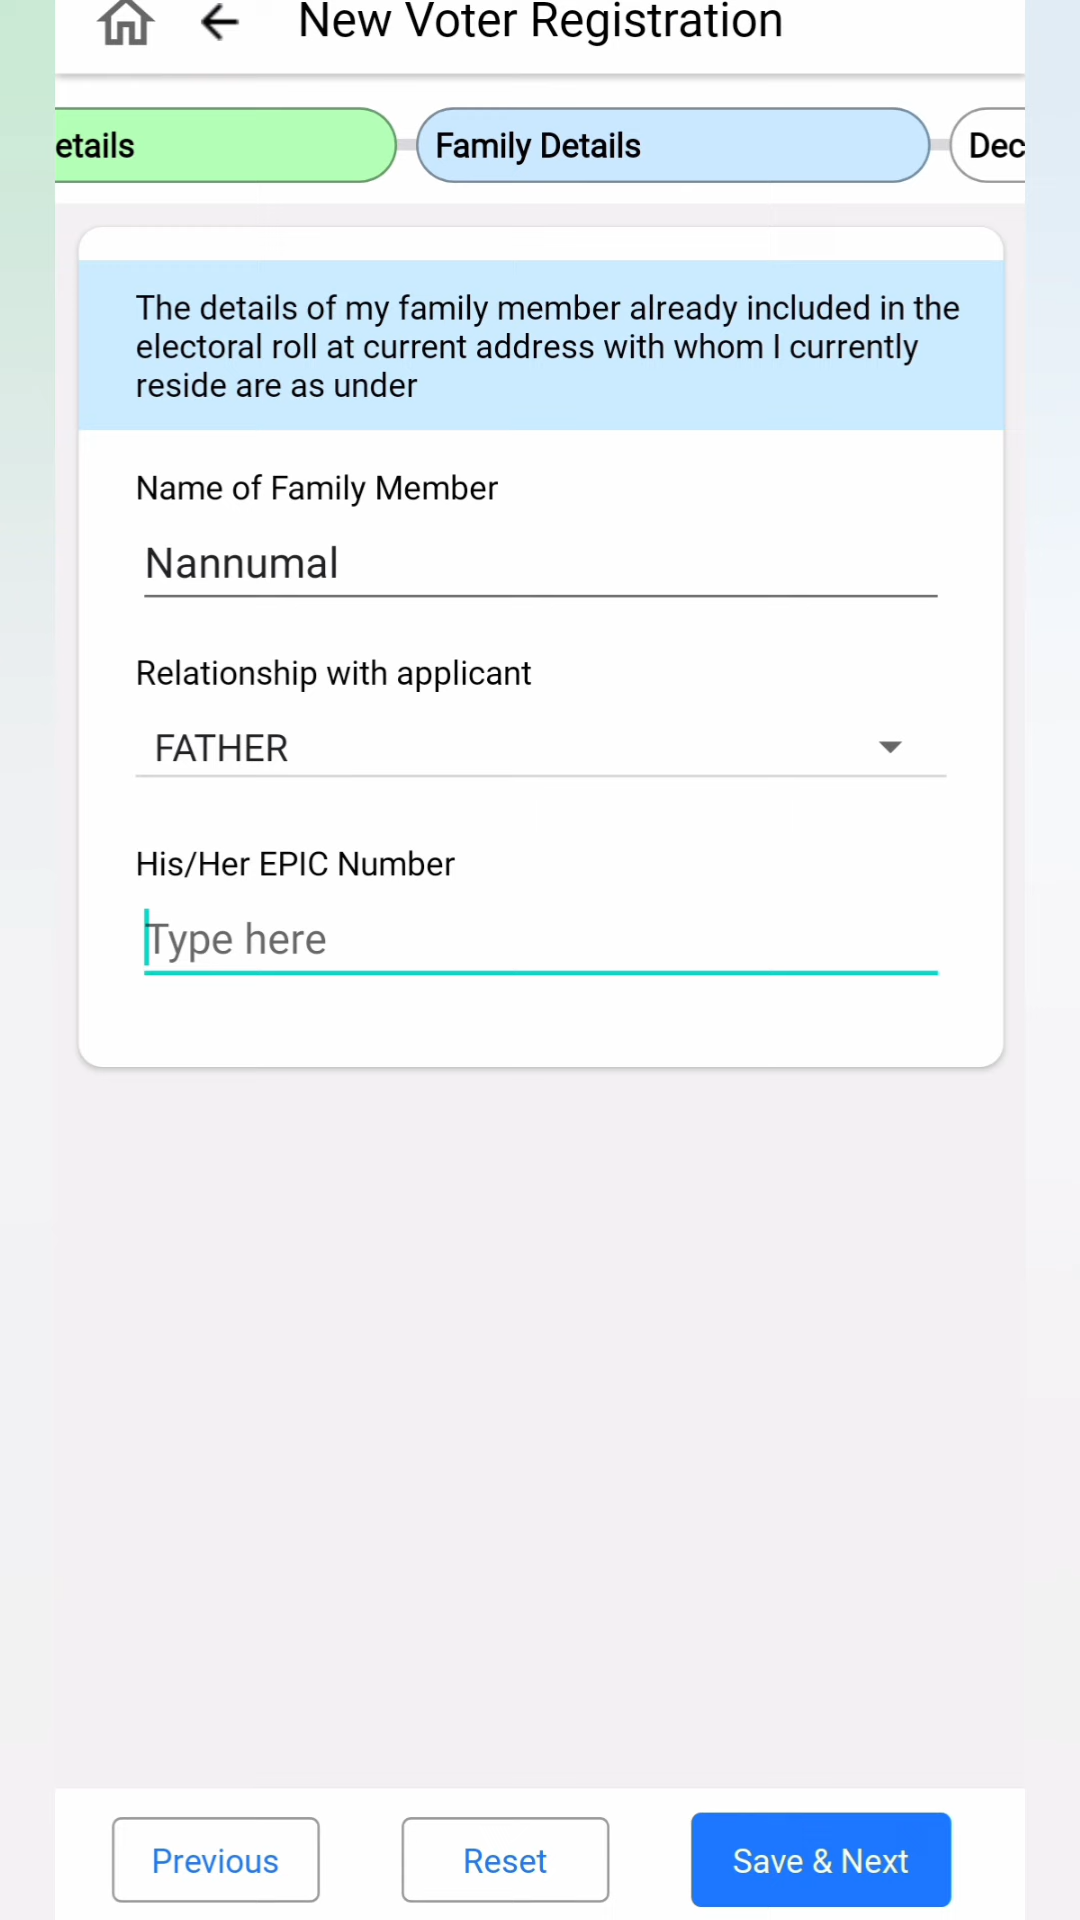 New Voter Registration
etails
Family Details
Dec
The details of my family member already included in the
electoral roll at current address with whom I currently
reside are as under
Name of Family Member
Nannumal
Relationship with applicant
FATHER
His/Her EPIC Number
Type here
Previous
Reset
Save & Next